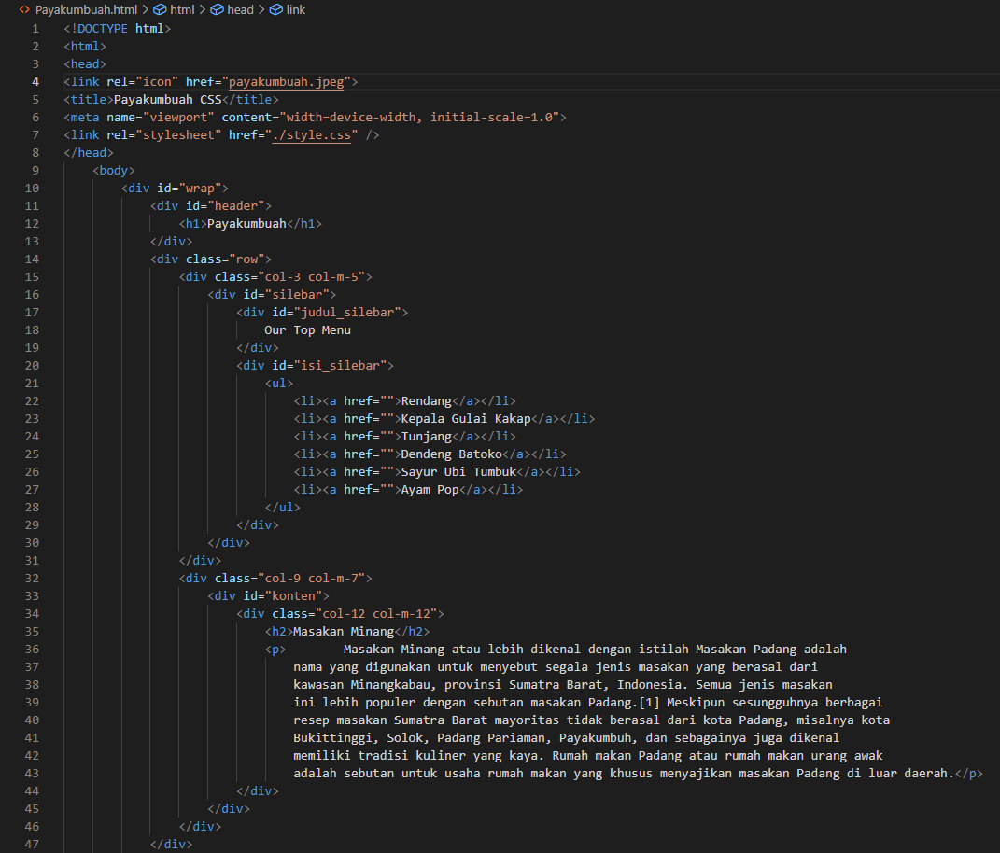 <> Payakumbuah.html > html > head > link
1 <!DOCTYPE html>
2 <html>
3 <head>
4 <link rel="icon" href="payakumbuah.jpeg">
5 <title>Payakumbuah CSS</title>
6 <meta name="viewport" content="width=device-width, initial-scale=1.0">
7 <link rel="stylesheet" href="./style.css" />
8 </head>
9     <body>
10         <div id="wrap">
11             <div id="header">
12                 <h1>Payakumbuah</h1>
13             </div>
14             <div class="row">
15                 <div class="col-3 col-m-5">
16                     <div id="silebar">
17                         <div id="judul_silebar">
18                             Our Top Menu
19                         </div>
20                         <div id="isi_silebar">
21                             <ul>
22                                 <li><a href="">Rendang</a></li>
23                                 <li><a href="">Kepala Gulai Kakap</a></li>
24                                 <li><a href="">Tunjang</a></li>
25                                 <li><a href="">Dendeng Batoko</a></li>
26                                 <li><a href="">Sayur Ubi Tumbuk</a></li>
27                                 <li><a href="">Ayam Pop</a></li>
28                             </ul>
29                         </div>
30                     </div>
31                 </div>
32                 <div class="col-9 col-m-7">
33                     <div id="konten">
34                         <div class="col-12 col-m-12">
35                             <h2>Masakan Minang</h2>
36                             <p>        Masakan Minang atau lebih dikenal dengan istilah Masakan Padang adalah
37                                 nama yang digunakan untuk menyebut segala jenis masakan yang berasal dari
38                                 kawasan Minangkabau, provinsi Sumatra Barat, Indonesia. Semua jenis masakan
39                                 ini lebih populer dengan sebutan masakan Padang.[1] Meskipun sesungguhnya berbagai
40                                 resep masakan Sumatra Barat mayoritas tidak berasal dari kota Padang, misalnya kota
41                                 Bukittinggi, Solok, Padang Pariaman, Payakumbuh, dan sebagainya juga dikenal
42                                 memiliki tradisi kuliner yang kaya. Rumah makan Padang atau rumah makan urang awak
43                                 adalah sebutan untuk usaha rumah makan yang khusus menyajikan masakan Padang di luar daerah.</p>
44                         </div>
45                     </div>
46                 </div>
47             </div>